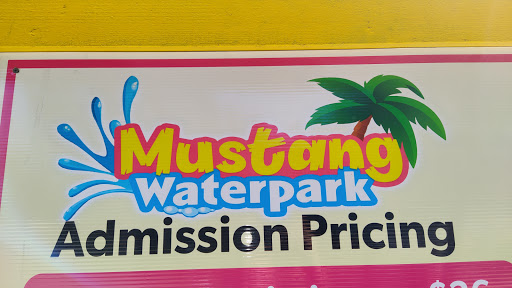 Mustang
Waterpark
Admission Pricing